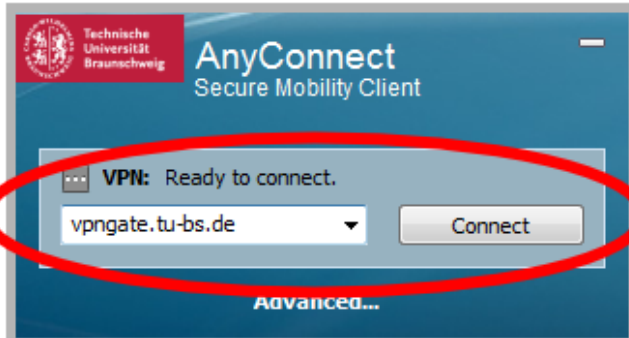 Technische
Universität
Braunschweig
AnyConnect
Secure Mobility Client
VPN: Ready to connect.
vpngate.tu-bs.de
Connect
Advanced...